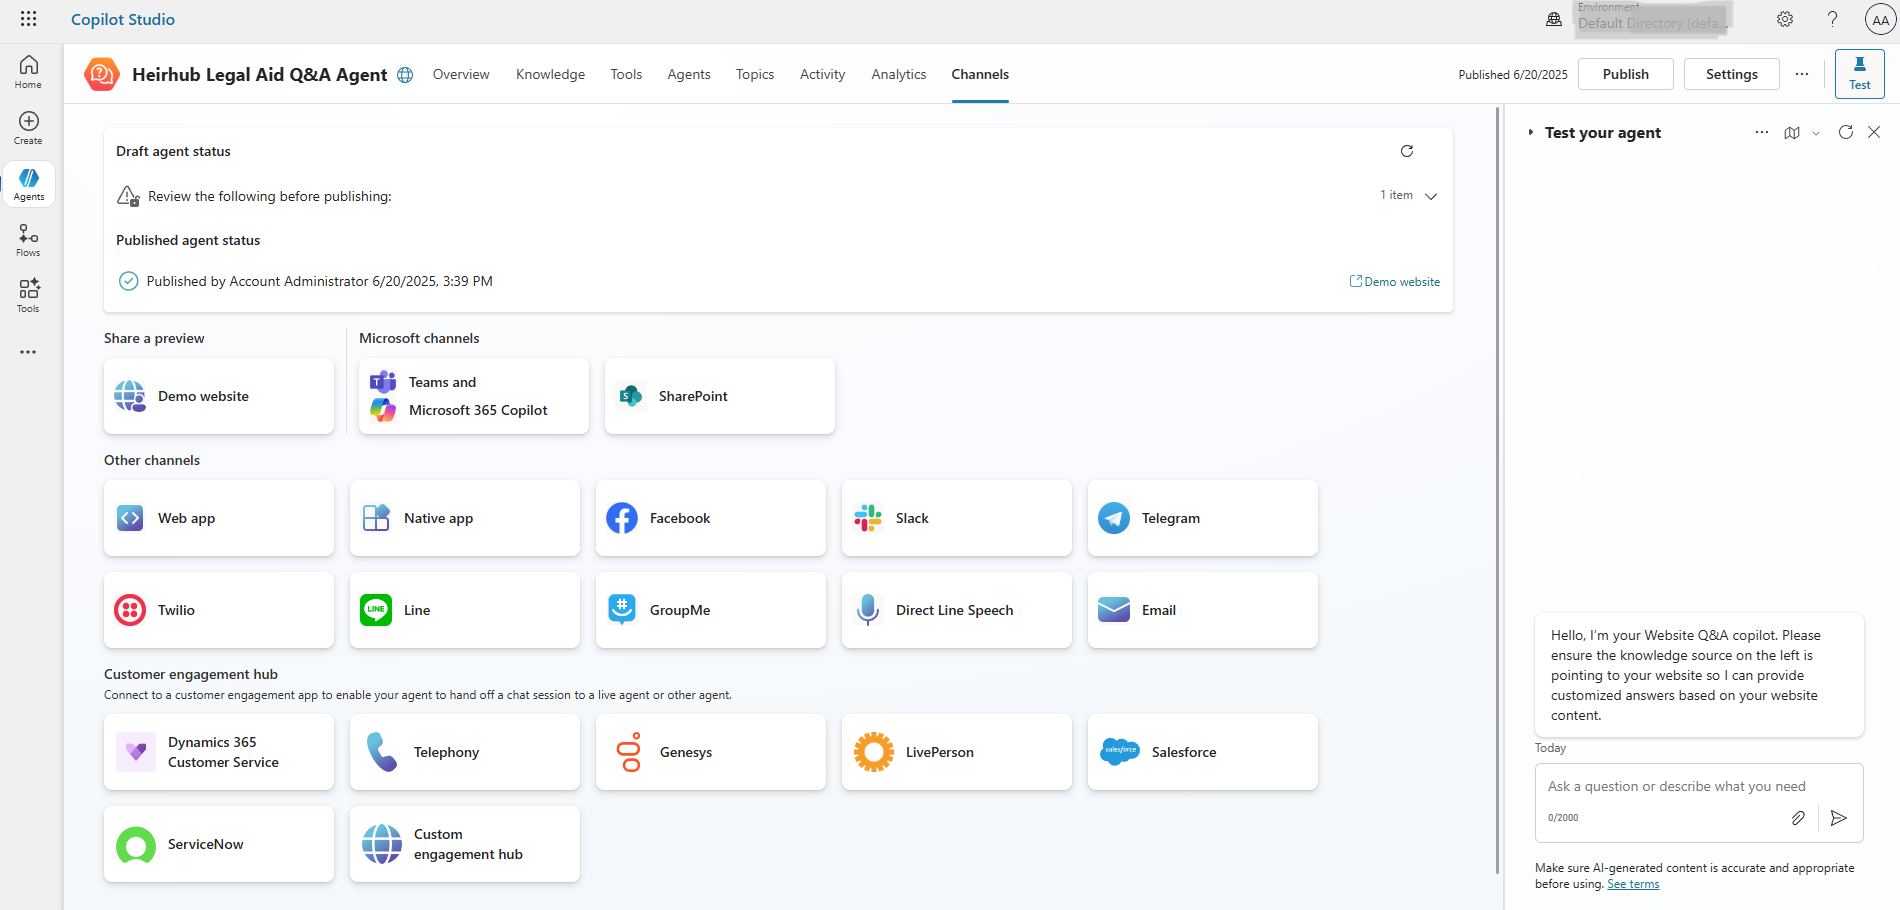 Copilot Studio
Environment
Default Directory (defa...
AA
Home
Create
Agents
Flows
Tools
Heirhub Legal Aid Q&A Agent
Overview
Knowledge
Tools
Agents
Topics
Activity
Analytics
Channels
Published 6/20/2025
Publish
Settings
Test
Draft agent status
Review the following before publishing:
1 item
Published agent status
Published by Account Administrator 6/20/2025, 3:39 PM
Demo website
Share a preview
Microsoft channels
Demo website
Teams and
Microsoft 365 Copilot
SharePoint
Other channels
Web app
Native app
Facebook
Slack
Telegram
Twilio
LINE
Line
GroupMe
Direct Line Speech
Email
Customer engagement hub
Connect to a customer engagement app to enable your agent to hand off a chat session to a live agent or other agent.
Dynamics 365
Customer Service
Telephony
Genesys
LivePerson
salesforce
Salesforce
ServiceNow
Custom
engagement hub
Test your agent
Hello, I'm your Website Q&A copilot. Please
ensure the knowledge source on the left is
pointing to your website so I can provide
customized answers based on your website
content.
Today
Ask a question or describe what you need
0/2000
Make sure AI-generated content is accurate and appropriate
before using. See terms